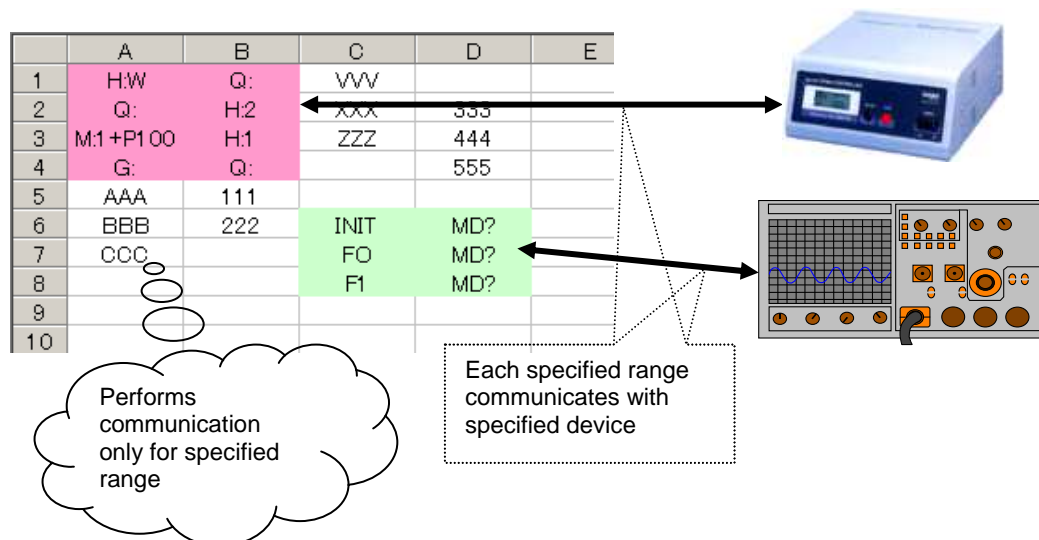 A B C D E
1 H:W Q: VVV
2 Q: H:2 XXX 333
3 M:1+P100 H:1 ZZZ 444
4 G: Q: 555
5 AAA 111
6 BBB 222 INIT MD?
7 CCC FO MD?
8 F1 MD?
9
10
Performs
communication
only for specified
range
Each specified range
communicates with
specified device